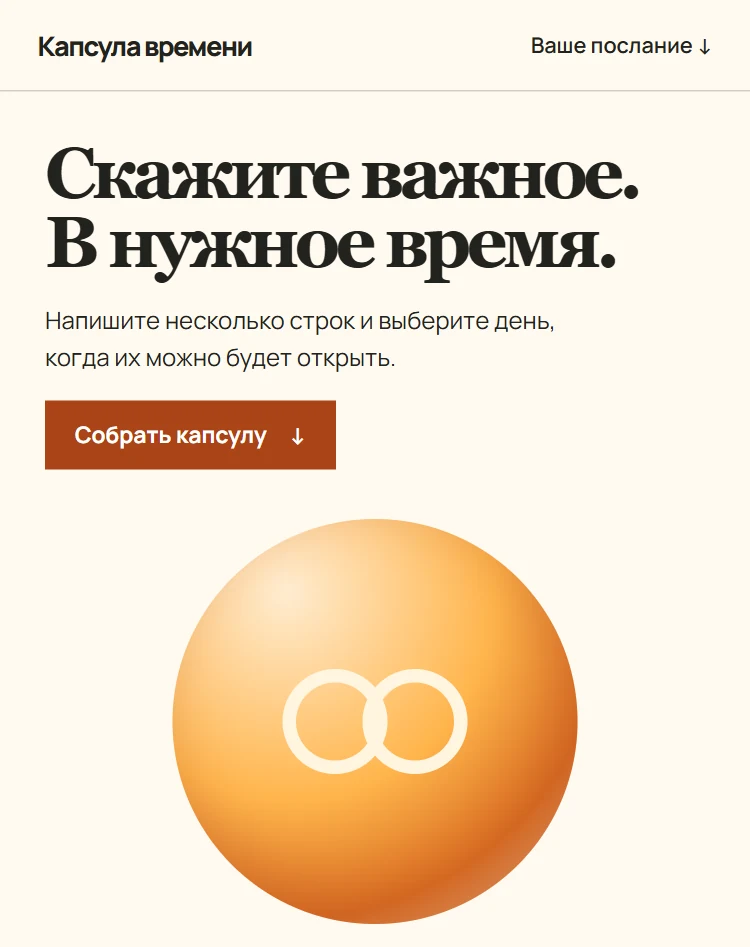 Капсула времени
Ваше послание ↓
Скажите важное.
В нужное время.
Напишите несколько строк и выберите день,
когда их можно будет открыть.
Собрать капсулу ↓